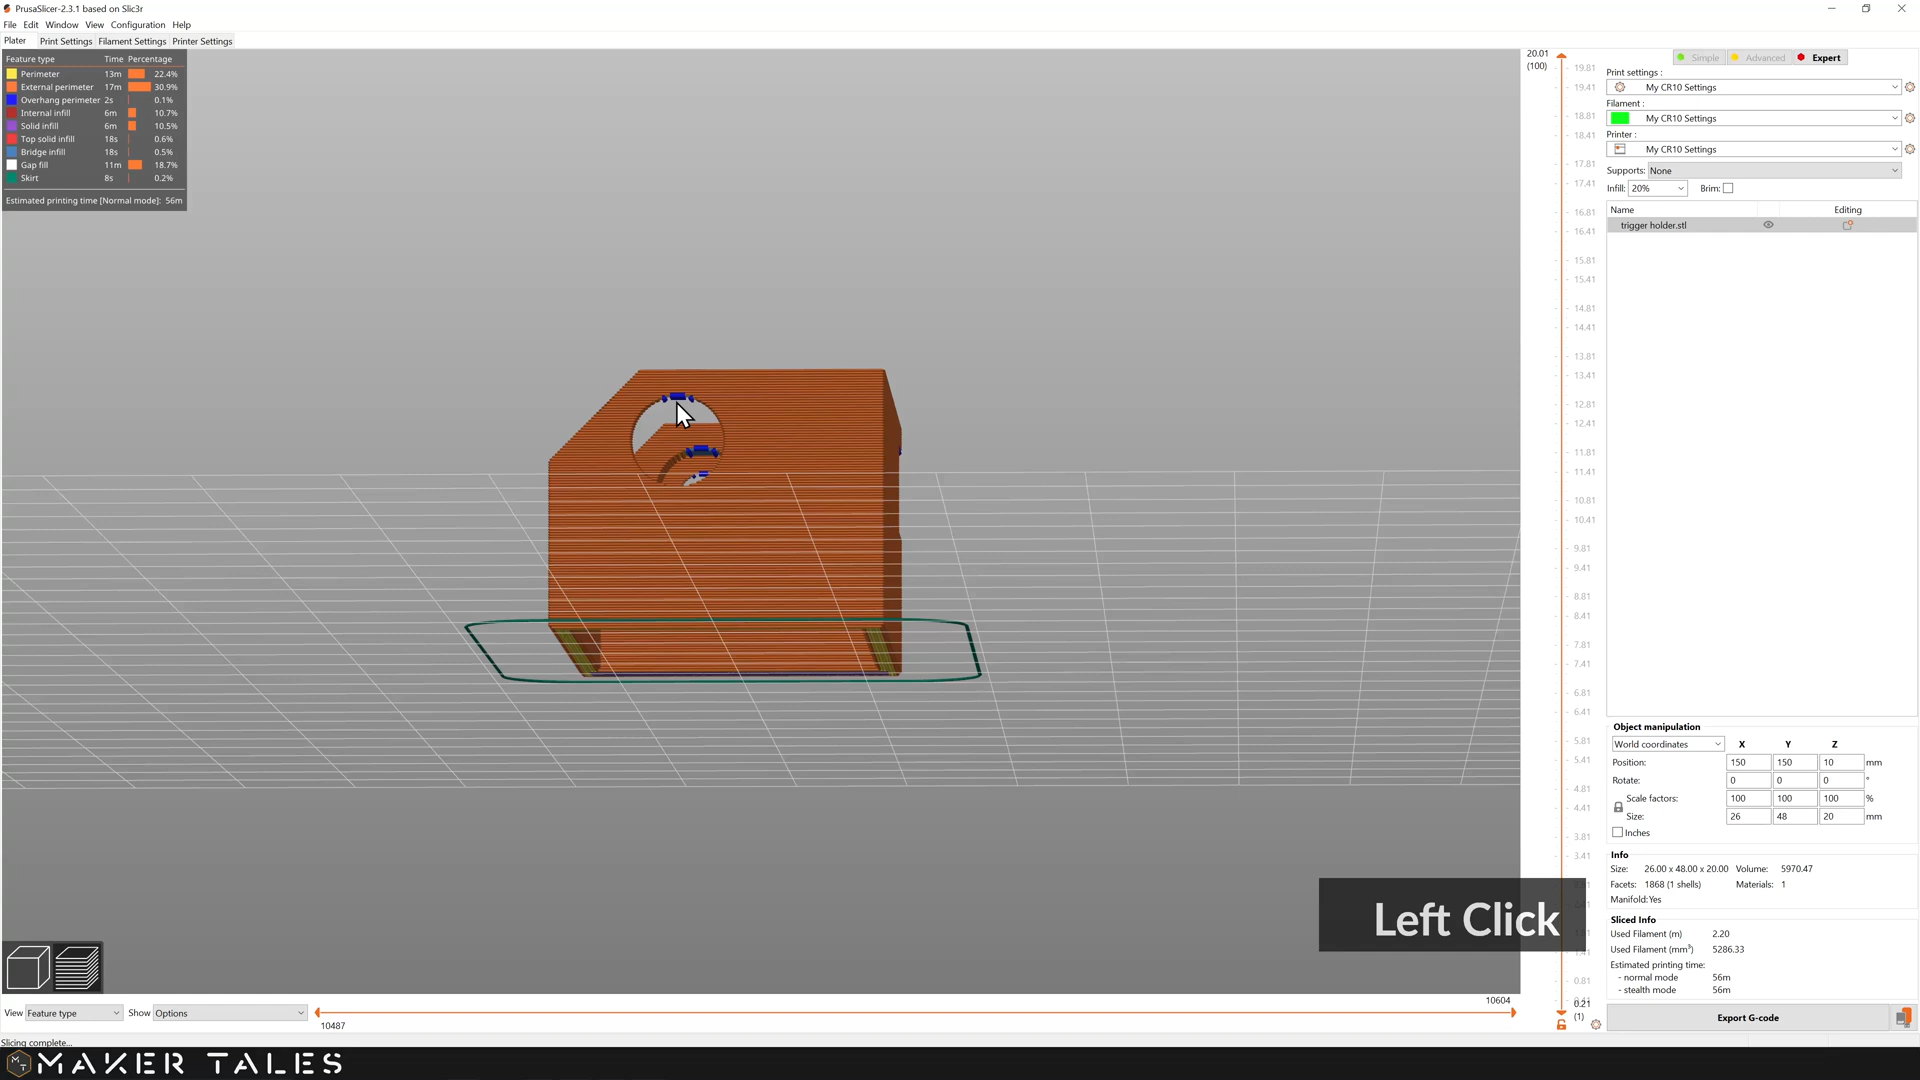 PrusaSlicer-2.3.1 based on Slic3r
File Edit Window View Configuration Help
Plater Print Settings Filament Settings Printer Settings
Feature type Time Percentage
Perimeter 13m 22.4%
External perimeter 17m 30.9%
Overhang perimeter 2s 0.1%
Internal infill 6m 10.7%
Solid infill 6m 10.5%
Top solid infill 18s 0.6%
Bridge infill 18s 0.5%
Gap fill 11m 18.7%
Skirt 8s 0.2%
Estimated printing time [Normal mode]: 56m
20.01
(100)
19.81
19.41
18.81
18.41
17.81
17.41
16.81
16.41
15.81
15.41
14.81
14.41
13.81
13.41
12.81
12.41
11.81
11.41
10.81
10.41
9.81
9.41
8.81
8.41
7.81
7.41
6.81
6.41
5.81
5.41
4.81
4.41
3.81
3.41
1.41
0.81
0.21
(1)
Simple Advanced Expert
Print settings :
My CR10 Settings
Filament :
My CR10 Settings
Printer :
My CR10 Settings
Supports: None
Infill: 20% Brim:
Name Editing
trigger holder.stl
Object manipulation
World coordinates X Y Z
Position: 150 150 10 mm
Rotate: 0 0 0 °
Scale factors: 100 100 100 %
Size: 26 48 20 mm
Inches
Info
Size: 26.00 x 48.00 x 20.00 Volume: 5970.47
Facets: 1868 (1 shells) Materials: 1
Manifold:Yes
Sliced Info
Used Filament (m) 2.20
Used Filament (mm³) 5286.33
Estimated printing time:
- normal mode 56m
- stealth mode 56m
Export G-code
Left Click
View Feature type Show Options
10604
10487
Slicing complete...
MT MAKER TALES